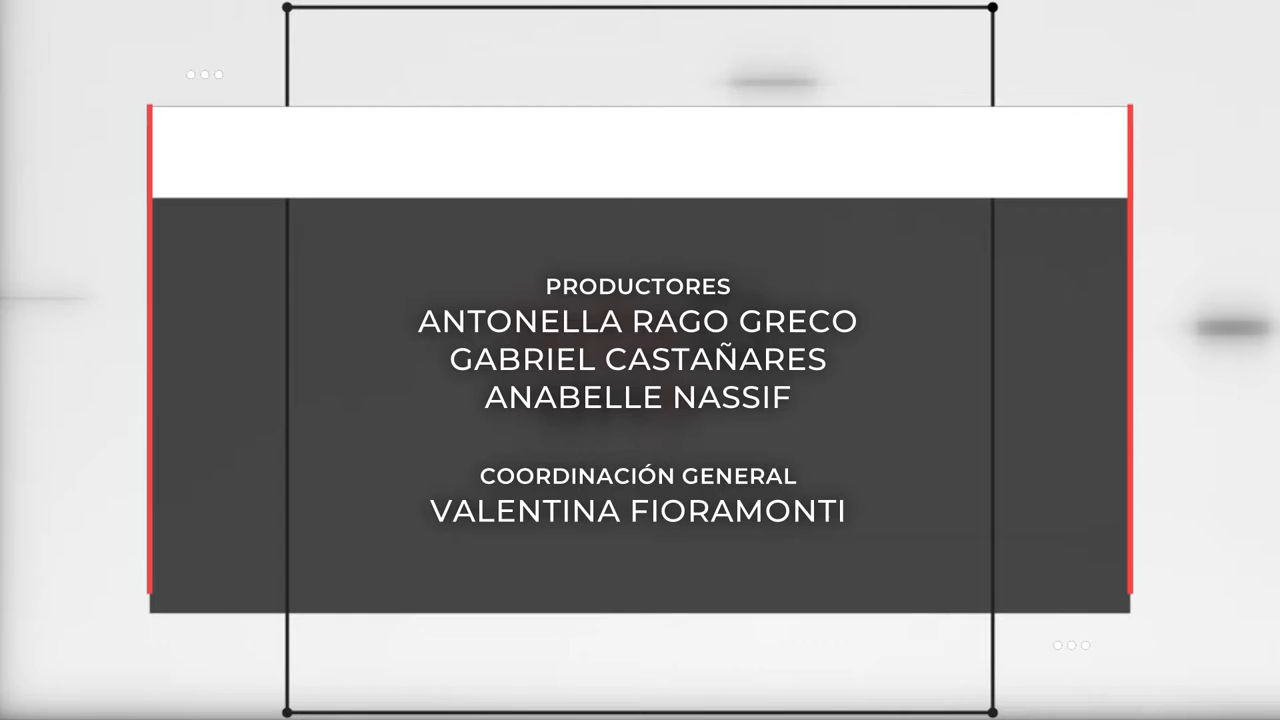 PRODUCTORES
ANTONELLA RAGO GRECO
GABRIEL CASTAÑARES
ANABELLE NASSIF
COORDINACIÓN GENERAL
VALENTINA FIORAMONTI